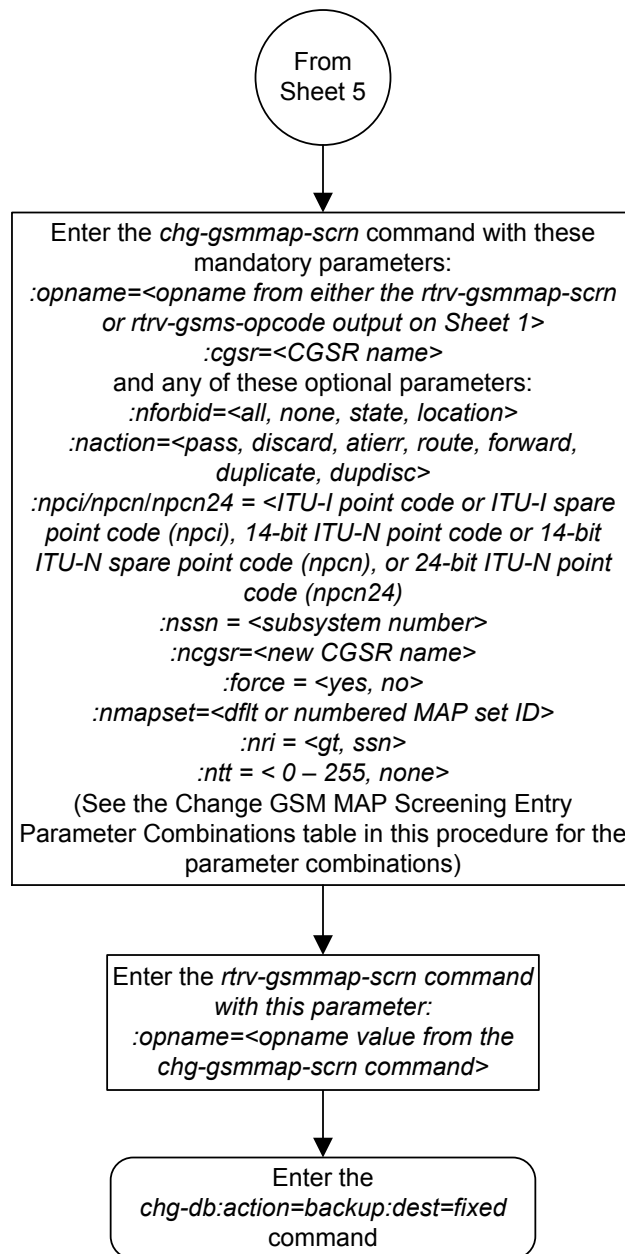 From
Sheet 5
Enter the chg-gsmmap-scrn command with these
mandatory parameters:
:opname=<opname from either the rtrv-gsmmap-scrn
or rtrv-gsms-opcode output on Sheet 1>
:cgsr=<CGSR name>
and any of these optional parameters:
:nforbid=<all, none, state, location>
:naction=<pass, discard, atierr, route, forward,
duplicate, dupdisc>
:npci/npcn/npcn24 = <ITU-I point code or ITU-I spare
point code (npci), 14-bit ITU-N point code or 14-bit
ITU-N spare point code (npcn), or 24-bit ITU-N point
code (npcn24)
:nssn = <subsystem number>
:ncgsr=<new CGSR name>
:force = <yes, no>
:nmapset=<dflt or numbered MAP set ID>
:nri = <gt, ssn>
:ntt = < 0 – 255, none>
(See the Change GSM MAP Screening Entry
Parameter Combinations table in this procedure for the
parameter combinations)
Enter the rtrv-gsmmap-scrn command
with this parameter:
:opname=<opname value from the
chg-gsmmap-scrn command>
Enter the
chg-db:action=backup:dest=fixed
command